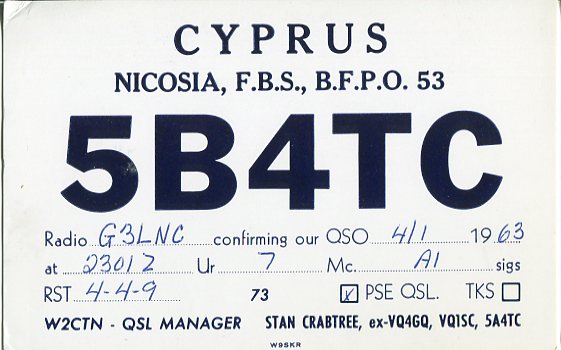 CYPRUS
NICOSIA, F.B.S., B.F.P.O. 53
5B4TC
Radio G3LNC confirming our QSO 4/1 1963
at 2301Z Ur 7 Mc. A1 sigs
RST 4-4-9 73 PSE QSL. TKS
W2CTN - QSL MANAGER STAN CRABTREE, ex-VQ4GQ, VQ1SC, 5A4TC
W9SKR